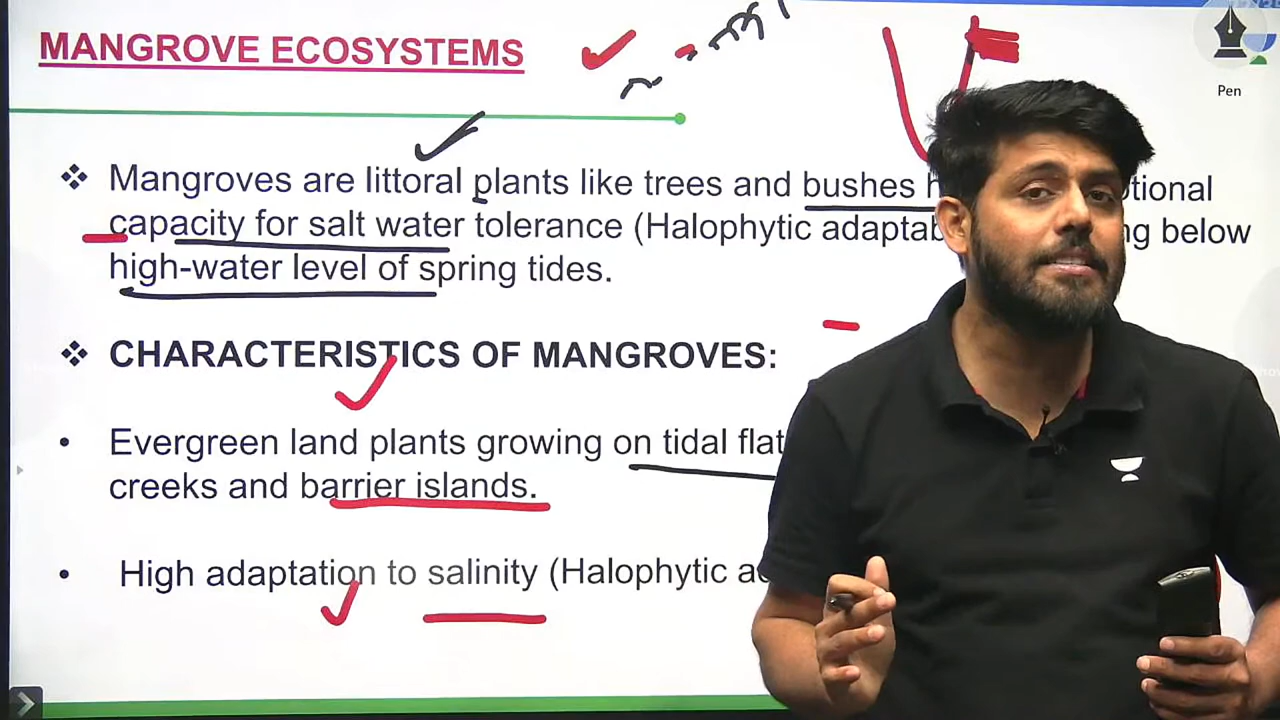 MANGROVE ECOSYSTEMS
Pen
Mangroves are littoral plants like trees and bushes
capacity for salt water tolerance (Halophytic below
high-water level of spring tides.
CHARACTERISTICS OF MANGROVES:
Evergreen land plants growing on tidal
creeks and barrier islands.
High adaptation to salinity (Halophytic